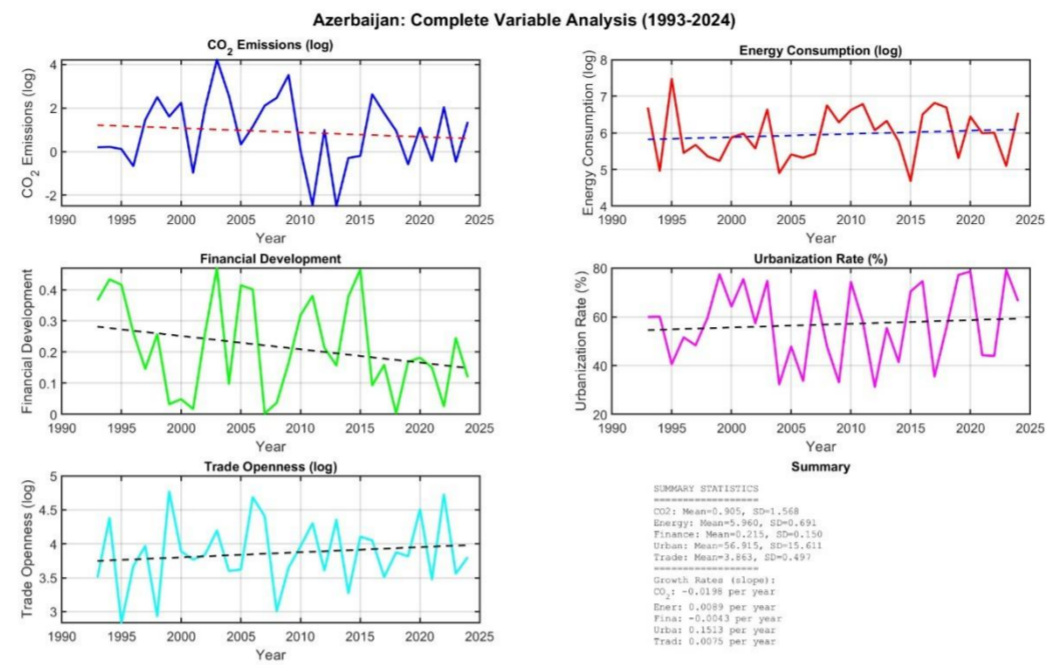 Azerbaijan: Complete Variable Analysis (1993-2024)
CO2 Emissions (log)
CO2 Emissions (log)
4
2
0
-2
1990 1995 2000 2005 2010 2015 2020 2025
Year
Energy Consumption (log)
Energy Consumption (log)
8
7
6
5
4
1990 1995 2000 2005 2010 2015 2020 2025
Year
Financial Development
Financial Development
0.4
0.3
0.2
0.1
0
1990 1995 2000 2005 2010 2015 2020 2025
Year
Urbanization Rate (%)
Urbanization Rate (%)
80
60
40
20
1990 1995 2000 2005 2010 2015 2020 2025
Year
Trade Openness (log)
Trade Openness (log)
5
4.5
4
3.5
3
1990 1995 2000 2005 2010 2015 2020 2025
Year
Summary
SUMMARY STATISTICS
==================
CO2: Mean=0.905, SD=1.568
Energy: Mean=5.960, SD=0.691
Finance: Mean=0.215, SD=0.150
Urban: Mean=56.915, SD=15.611
Trade: Mean=3.863, SD=0.497
==================
Growth Rates (slope):
CO2: -0.0198 per year
Ener: 0.0089 per year
Fina: -0.0043 per year
Urba: 0.1513 per year
Trad: 0.0075 per year